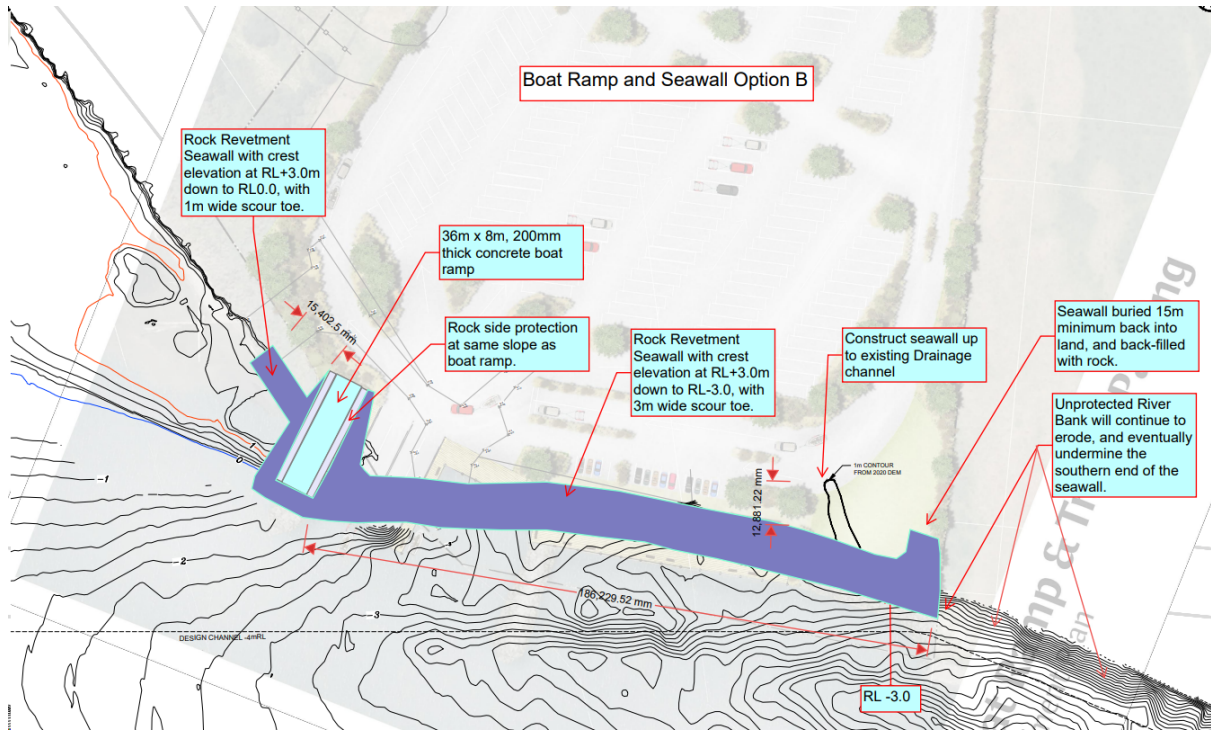 Boat Ramp and Seawall Option B
Rock Revetment
Seawall with crest
elevation at RL+3.0m
down to RL0.0, with
1m wide scour toe.
36m x 8m, 200mm
thick concrete boat
ramp
15,402.5 mm
Rock side protection
at same slope as
boat ramp.
Rock Revetment
Seawall with crest
elevation at RL+3.0m
down to RL-3.0, with
3m wide scour toe.
Construct seawall up
to existing Drainage
channel
Seawall buried 15m
minimum back into
land, and back-filled
with rock.
Unprotected River
Bank will continue to
erode, and eventually
undermine the
southern end of the
seawall.
1m CONTOUR
FROM 2020 DEM
12,881.22 mm
186,229.52 mm
1
0
-1
-2
-3
DESIGN CHANNEL -4mRL
RL -3.0